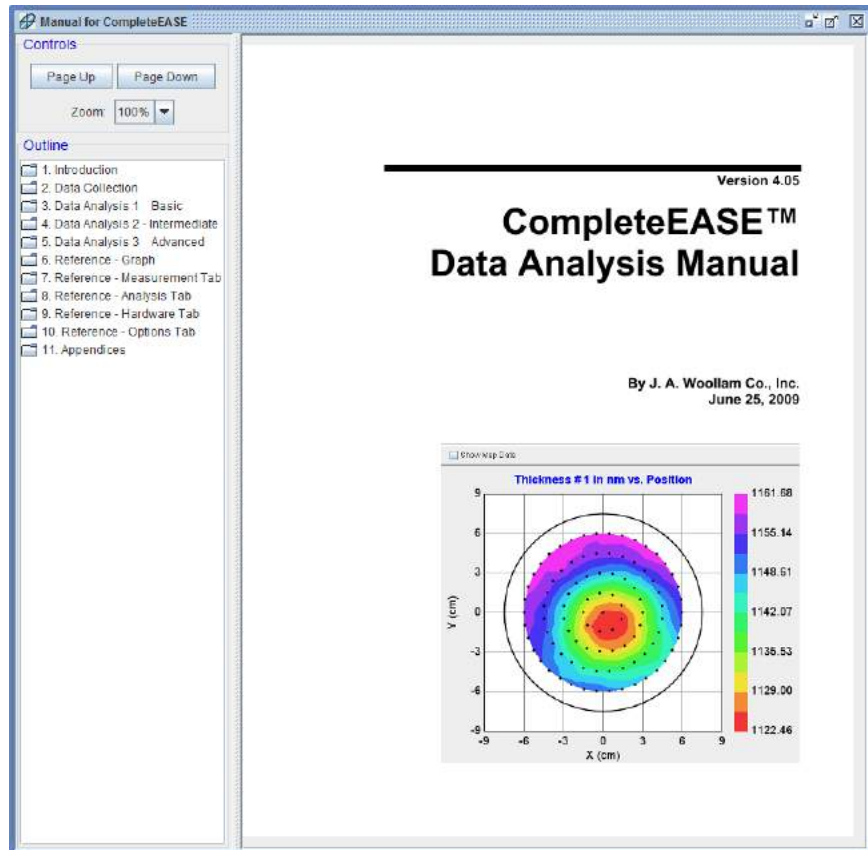 Manual for CompleteEASE
Controls
Page Up
Page Down
Zoom: 100%
Outline
1. Introduction
2. Data Collection
3. Data Analysis 1 Basic
4. Data Analysis 2 - Intermediate
5. Data Analysis 3 Advanced
6. Reference - Graph
7. Reference - Measurement Tab
8. Reference - Analysis Tab
9. Reference - Hardware Tab
10. Reference - Options Tab
11. Appendices
Version 4.05
CompleteEASE™
Data Analysis Manual
By J. A. Woollam Co., Inc.
June 25, 2009
Show Map Data
Thickness # 1 in nm vs. Position
9
6
3
0
-3
-6
-9
Y (cm)
-9 -6 -3 0 3 6 9
X (cm)
1161.68
1155.14
1148.61
1142.07
1135.53
1129.00
1122.46